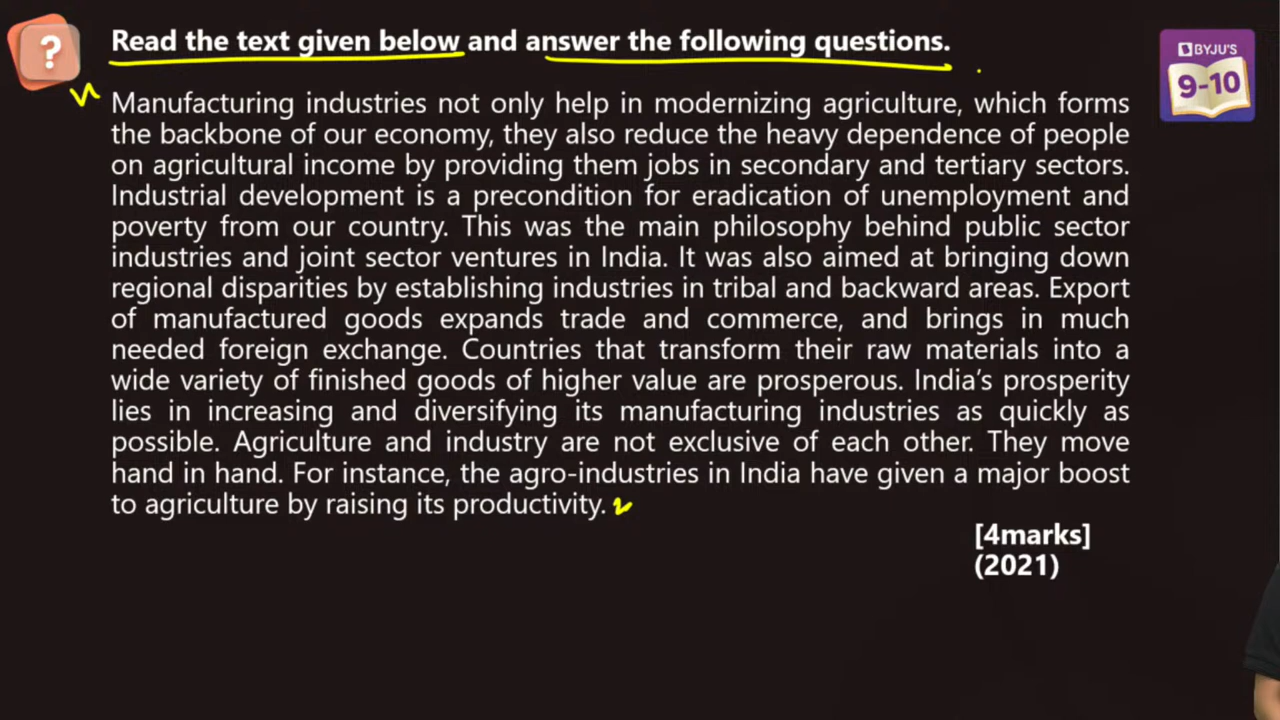 ?
Read the text given below and answer the following questions.
BYJU'S
9-10
Manufacturing industries not only help in modernizing agriculture, which forms
the backbone of our economy, they also reduce the heavy dependence of people
on agricultural income by providing them jobs in secondary and tertiary sectors.
Industrial development is a precondition for eradication of unemployment and
poverty from our country. This was the main philosophy behind public sector
industries and joint sector ventures in India. It was also aimed at bringing down
regional disparities by establishing industries in tribal and backward areas. Export
of manufactured goods expands trade and commerce, and brings in much
needed foreign exchange. Countries that transform their raw materials into a
wide variety of finished goods of higher value are prosperous. India’s prosperity
lies in increasing and diversifying its manufacturing industries as quickly as
possible. Agriculture and industry are not exclusive of each other. They move
hand in hand. For instance, the agro-industries in India have given a major boost
to agriculture by raising its productivity.
[4marks]
(2021)